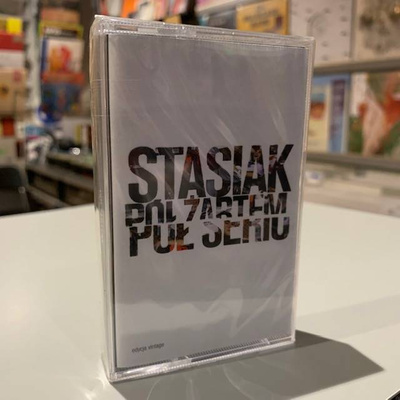 STASIAK
PÓŁ ŻARTEM
PÓŁ SERIO